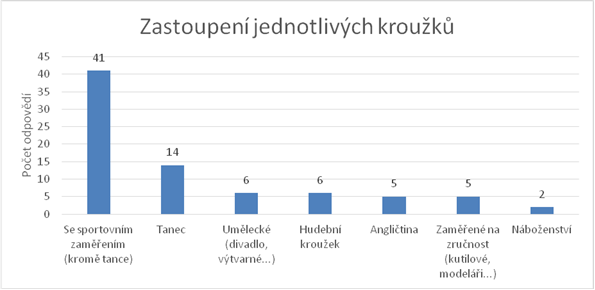 Zastoupení jednotlivých kroužků
Počet odpovědí
45
40
35
30
25
20
15
10
5
0
41
14
6
6
5
5
2
Se sportovním
zaměřením
(kromě tance)
Tanec
Umělecké
(divadlo,
výtvarné...)
Hudební
kroužek
Angličtina
Zaměřené na
zručnost
(kutilové,
modeláři...)
Náboženství